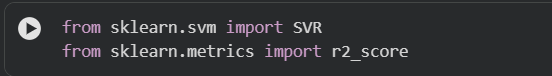 from sklearn.svm import SVR
from sklearn.metrics import r2_score